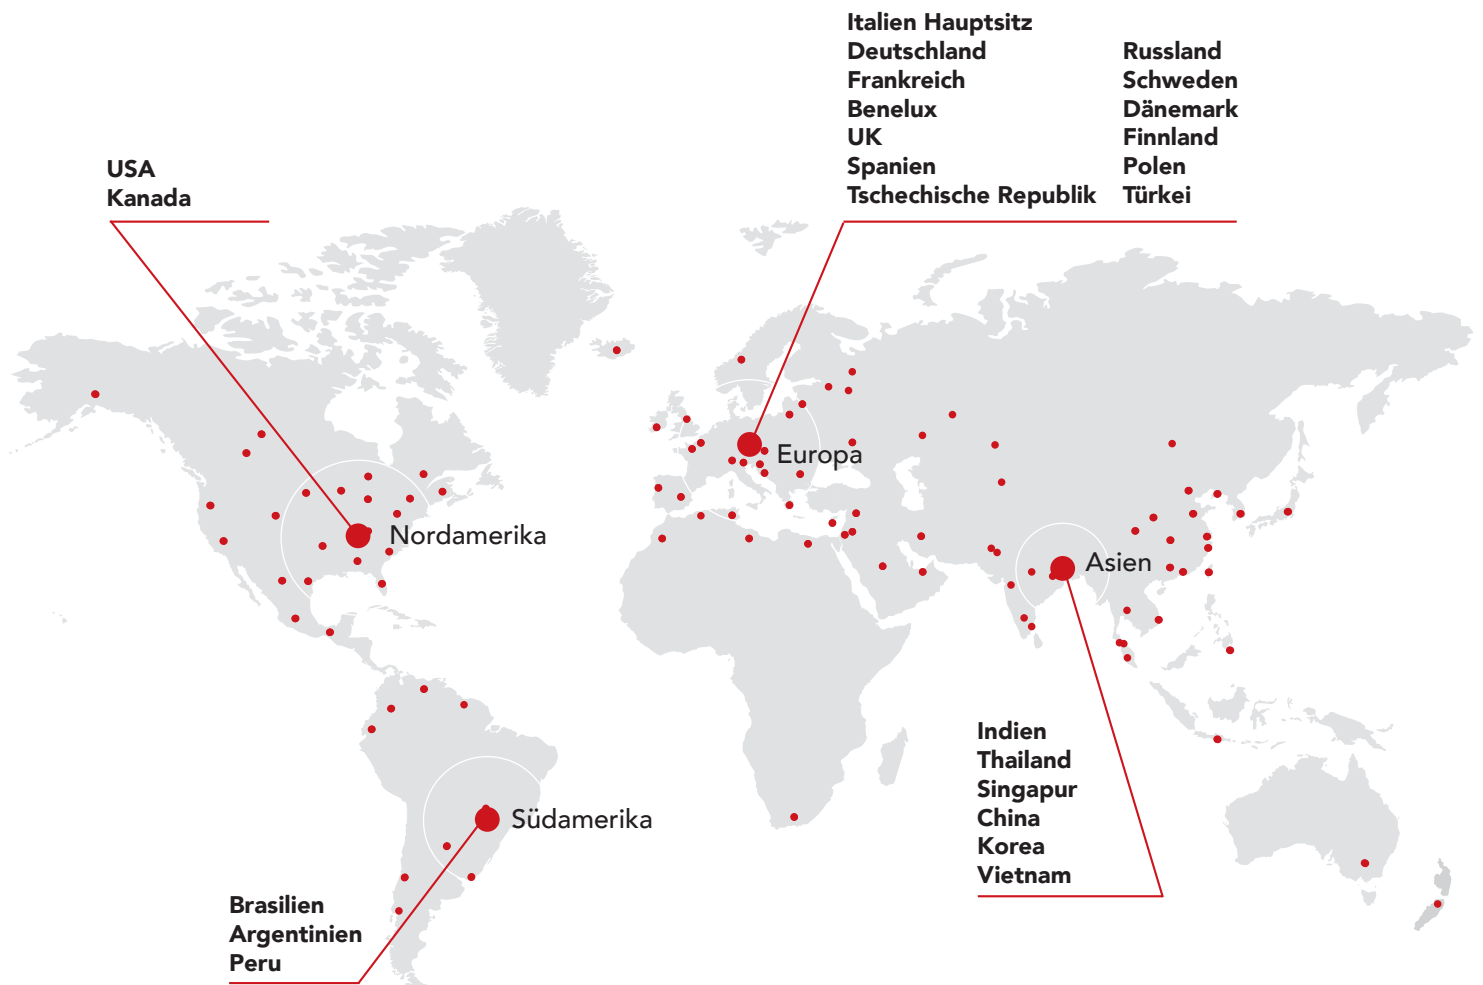 Italien Hauptsitz
Deutschland
Frankreich
Benelux
UK
Spanien
Tschechische Republik
Russland
Schweden
Dänemark
Finnland
Polen
Türkei
USA
Kanada
Europa
Nordamerika
Asien
Indien
Thailand
Singapur
China
Korea
Vietnam
Südamerika
Brasilien
Argentinien
Peru